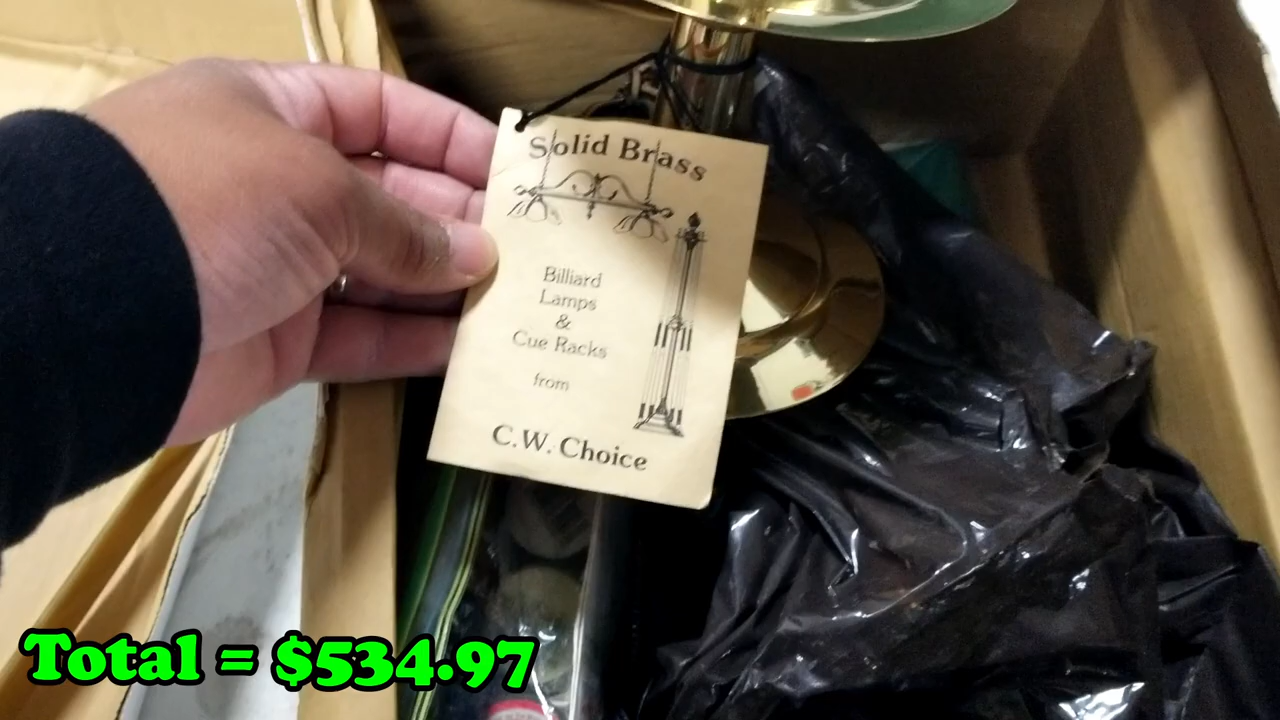 Solid Brass
Billiard
Lamps
&
Cue Racks
from
C.W. Choice
Total = $534.97